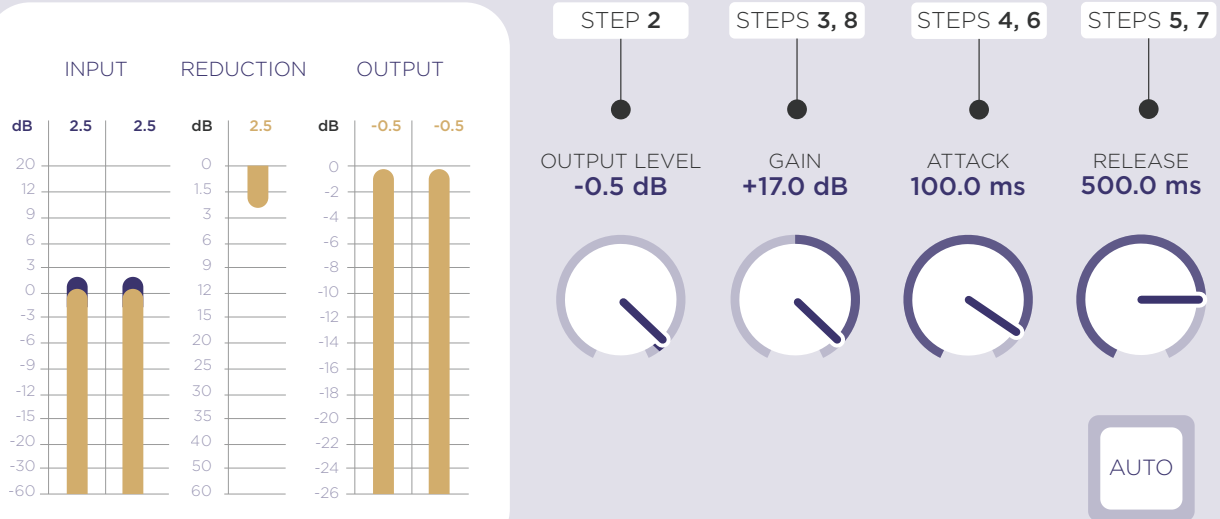 INPUT REDUCTION OUTPUT
dB 2.5 2.5 dB 2.5 dB -0.5 -0.5
20 0 0
12 1.5 -2
9 3 -4
6 6 -6
3 9 -8
0 12 -10
-3 15 -12
-6 20 -14
-9 25 -16
-12 30 -18
-15 35 -20
-20 40 -22
-30 50 -24
-60 60 -26
STEP 2
OUTPUT LEVEL
-0.5 dB
STEPS 3, 8
GAIN
+17.0 dB
STEPS 4, 6
ATTACK
100.0 ms
STEPS 5, 7
RELEASE
500.0 ms
AUTO